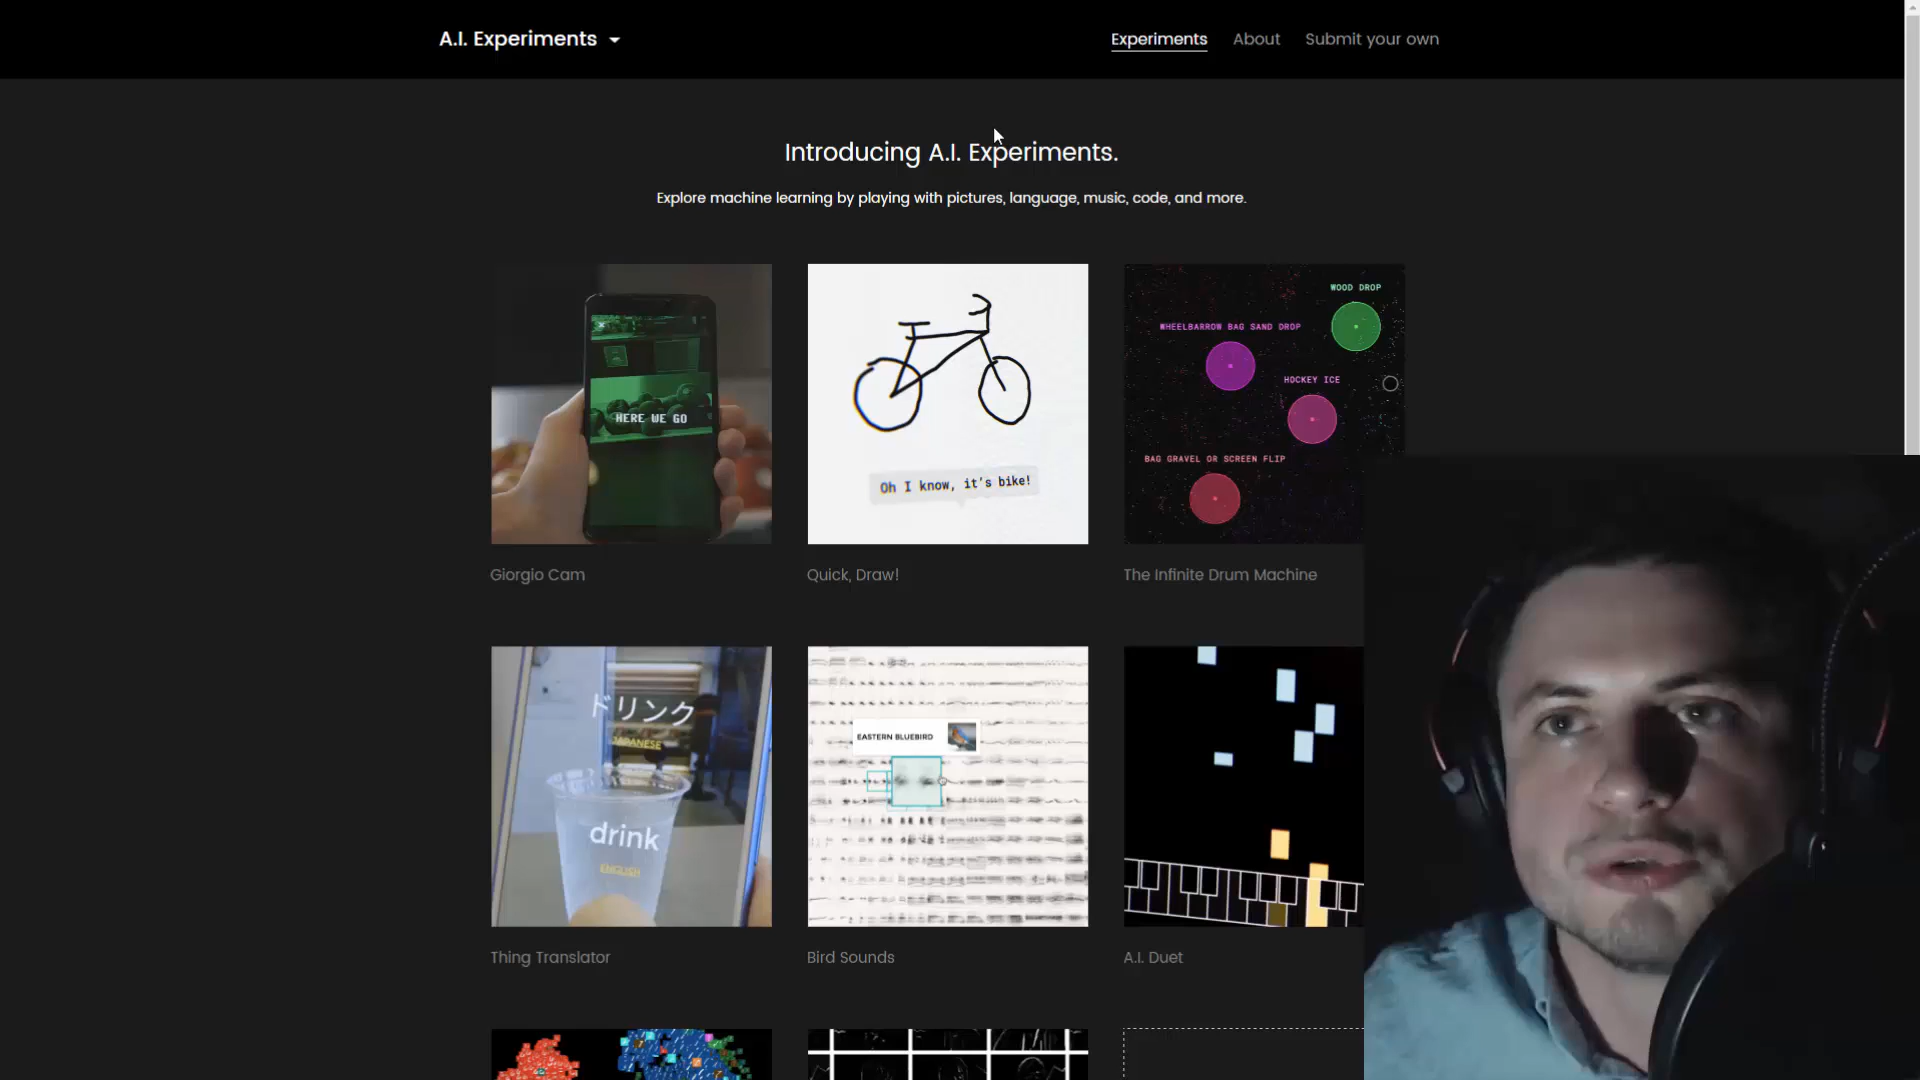 A.I. Experiments
Experiments
About
Submit your own
Introducing A.I. Experiments.
Explore machine learning by playing with pictures, language, music, code, and more.
HERE WE GO
Oh I know, it's bike!
WOOD DROP
WHEELBARROW BAG SAND DROP
HOCKEY ICE
BAG GRAVEL OR SCREEN FLIP
Giorgio Cam
Quick, Draw!
The Infinite Drum Machine
ドリンク
JAPANESE
drink
ENGLISH
EASTERN BLUEBIRD
Thing Translator
Bird Sounds
A.I. Duet